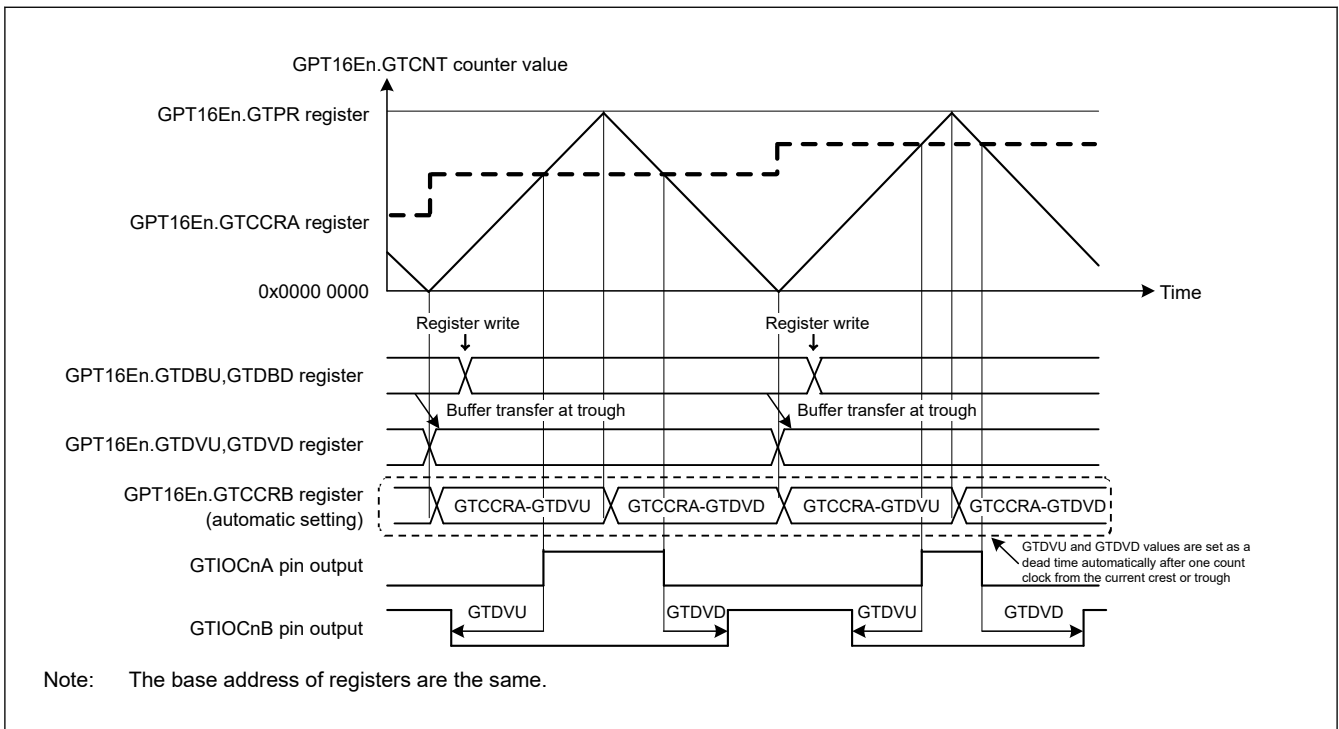 GPT16En.GTCNT counter value
GPT16En.GTPR register
GPT16En.GTCCRA register
0x0000 0000
Time
Register write
Register write
GPT16En.GTDBU,GTDBD register
Buffer transfer at trough
Buffer transfer at trough
GPT16En.GTDVU,GTDVD register
GPT16En.GTCCRB register
(automatic setting)
GTCCRA-GTDVU
GTCCRA-GTDVD
GTCCRA-GTDVU
GTCCRA-GTDVD
GTDVU and GTDVD values are set as a
dead time automatically after one count
clock from the current crest or trough
GTIOCnA pin output
GTDVU
GTDVD
GTDVU
GTDVD
GTIOCnB pin output
Note: The base address of registers are the same.